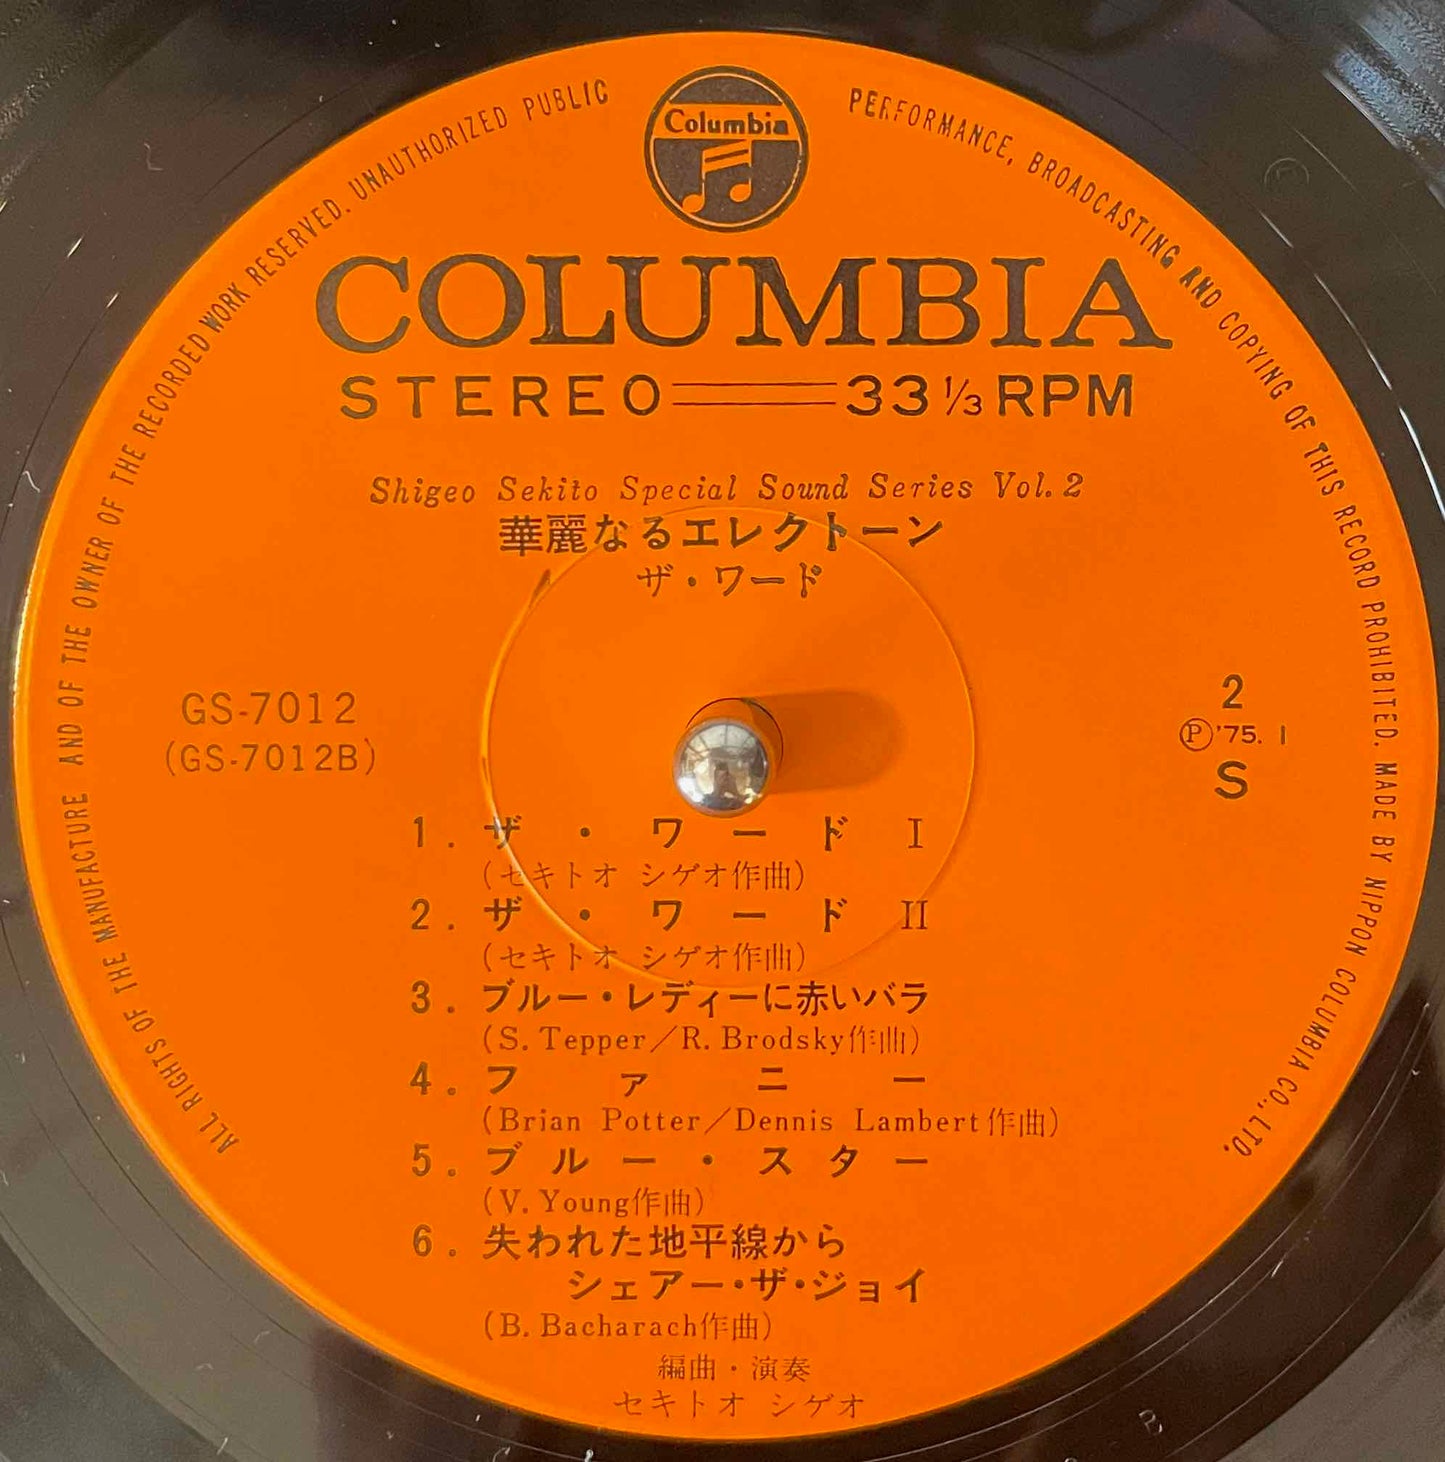 ALL RIGHTS OF THE MANUFACTURE AND OF THE OWNER OF THE RECORDED WORK RESERVED. UNAUTHORIZED PUBLIC PERFORMANCE, BROADCASTING AND COPYING OF THIS RECORD PROHIBITED. MADE BY NIPPON COLUMBIA CO., LTD.
Columbia
COLUMBIA
STEREO 33 1/3 RPM
Shigeo Sekito Special Sound Series Vol. 2
華麗なるエレクトーン
ザ・ワード
GS-7012
(GS-7012B)
2
Ⓟ'75. 1
S
1. ザ・ワード I
(セキトオ シゲオ作曲)
2. ザ・ワード II
(セキトオ シゲオ作曲)
3. ブルー・レディーに赤いバラ
(S. Tepper/R. Brodsky作曲)
4. ファニー
(Brian Potter/Dennis Lambert作曲)
5. ブルー・スター
(V. Young作曲)
6. 失われた地平線から
シェアー・ザ・ジョイ
(B. Bacharach作曲)
編曲・演奏
セキトオ シゲオ